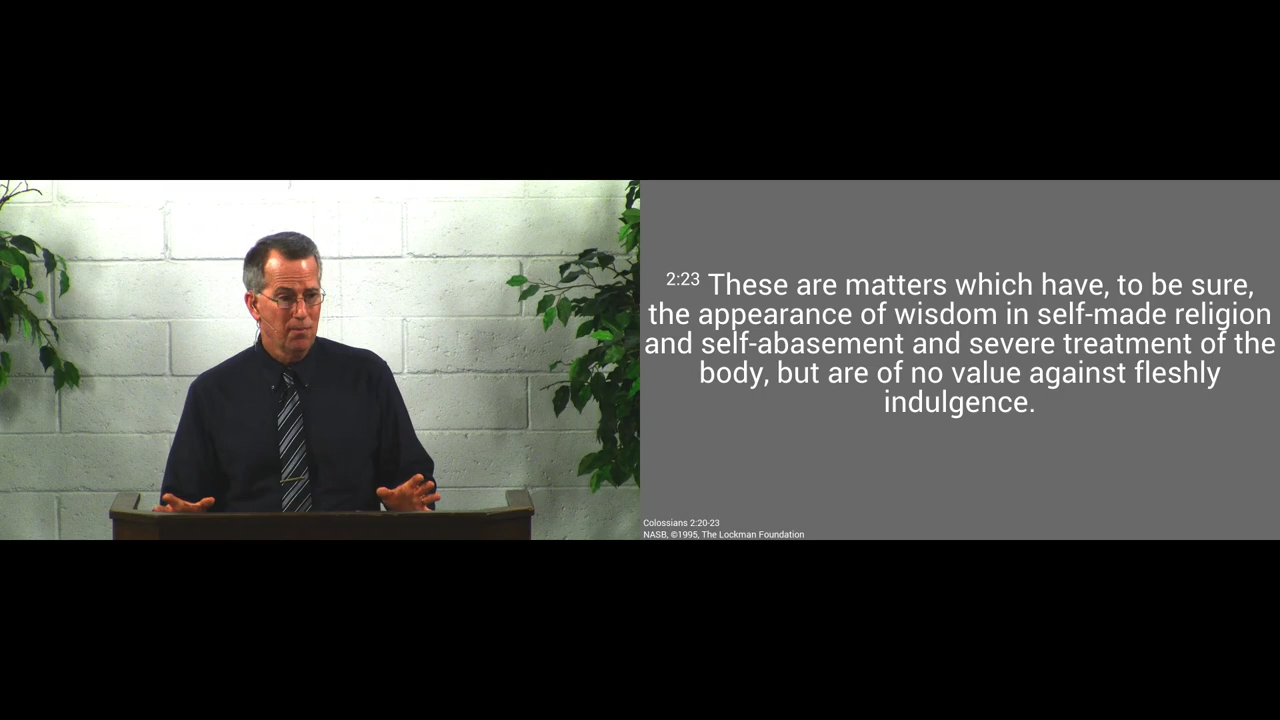 2:23 These are matters which have, to be sure,
the appearance of wisdom in self-made religion
and self-abasement and severe treatment of the
body, but are of no value against fleshly
indulgence.
Colossians 2:20-23
NASB, ©1995, The Lockman Foundation